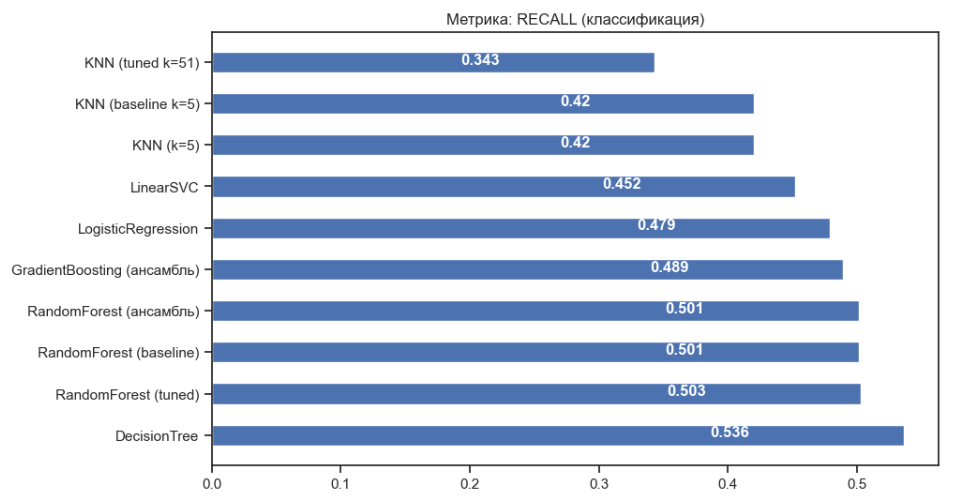 Метрика: RECALL (классификация)
KNN (tuned k=51) 0.343
KNN (baseline k=5) 0.42
KNN (k=5) 0.42
LinearSVC 0.452
LogisticRegression 0.479
GradientBoosting (ансамбль) 0.489
RandomForest (ансамбль) 0.501
RandomForest (baseline) 0.501
RandomForest (tuned) 0.503
DecisionTree 0.536
0.0 0.1 0.2 0.3 0.4 0.5